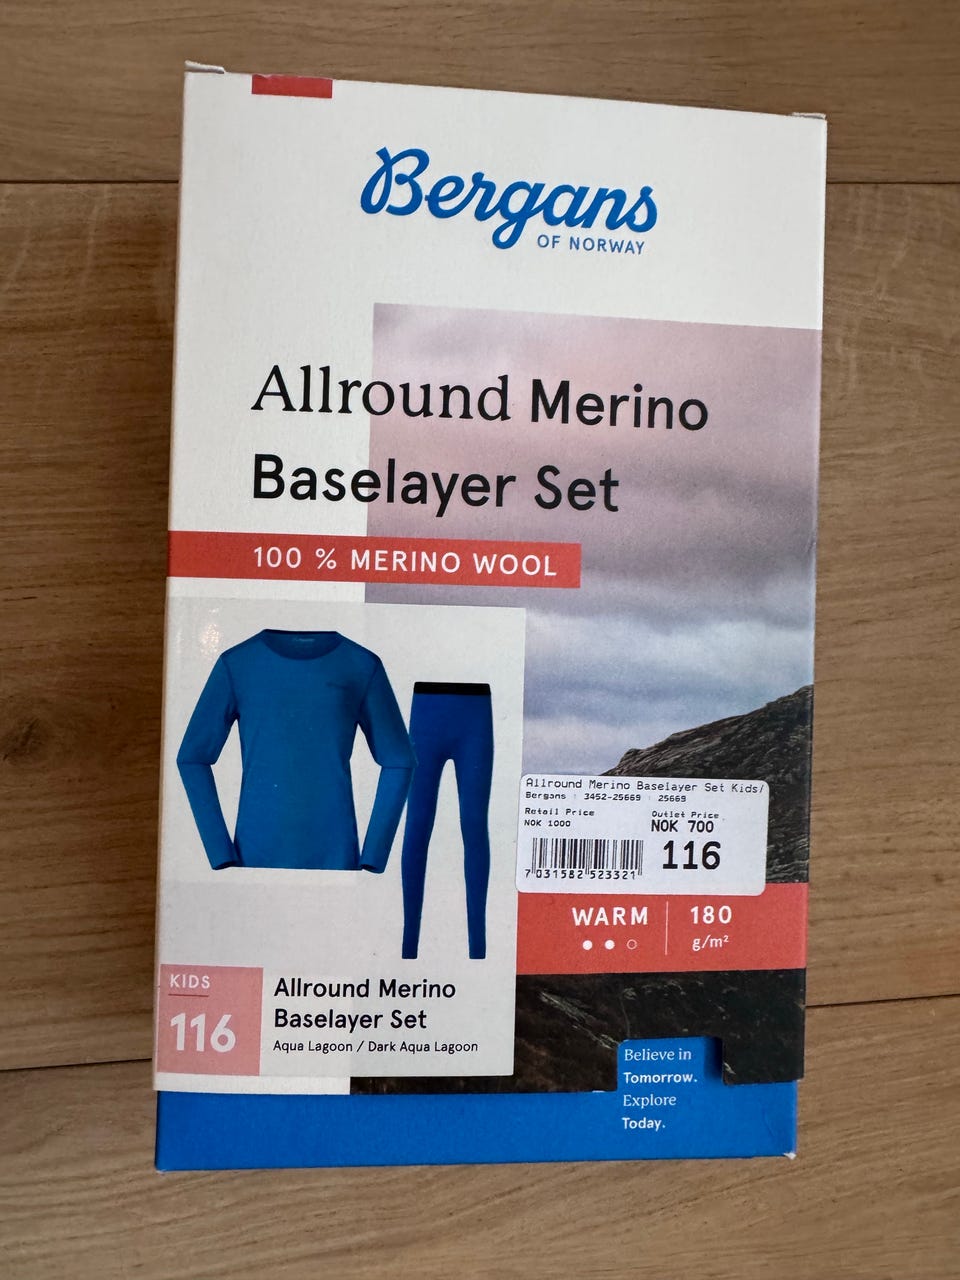 Bergans
OF NORWAY
Allround Merino
Baselayer Set
100 % MERINO WOOL
Allround Merino Baselayer Set Kids/
Bergans : 3452-25669 : 25669
Retail Price
NOK 1000
Outlet Price
NOK 700
116
7 031582 523321
WARM
180
g/m²
KIDS
116
Allround Merino
Baselayer Set
Aqua Lagoon / Dark Aqua Lagoon
Believe in
Tomorrow.
Explore
Today.